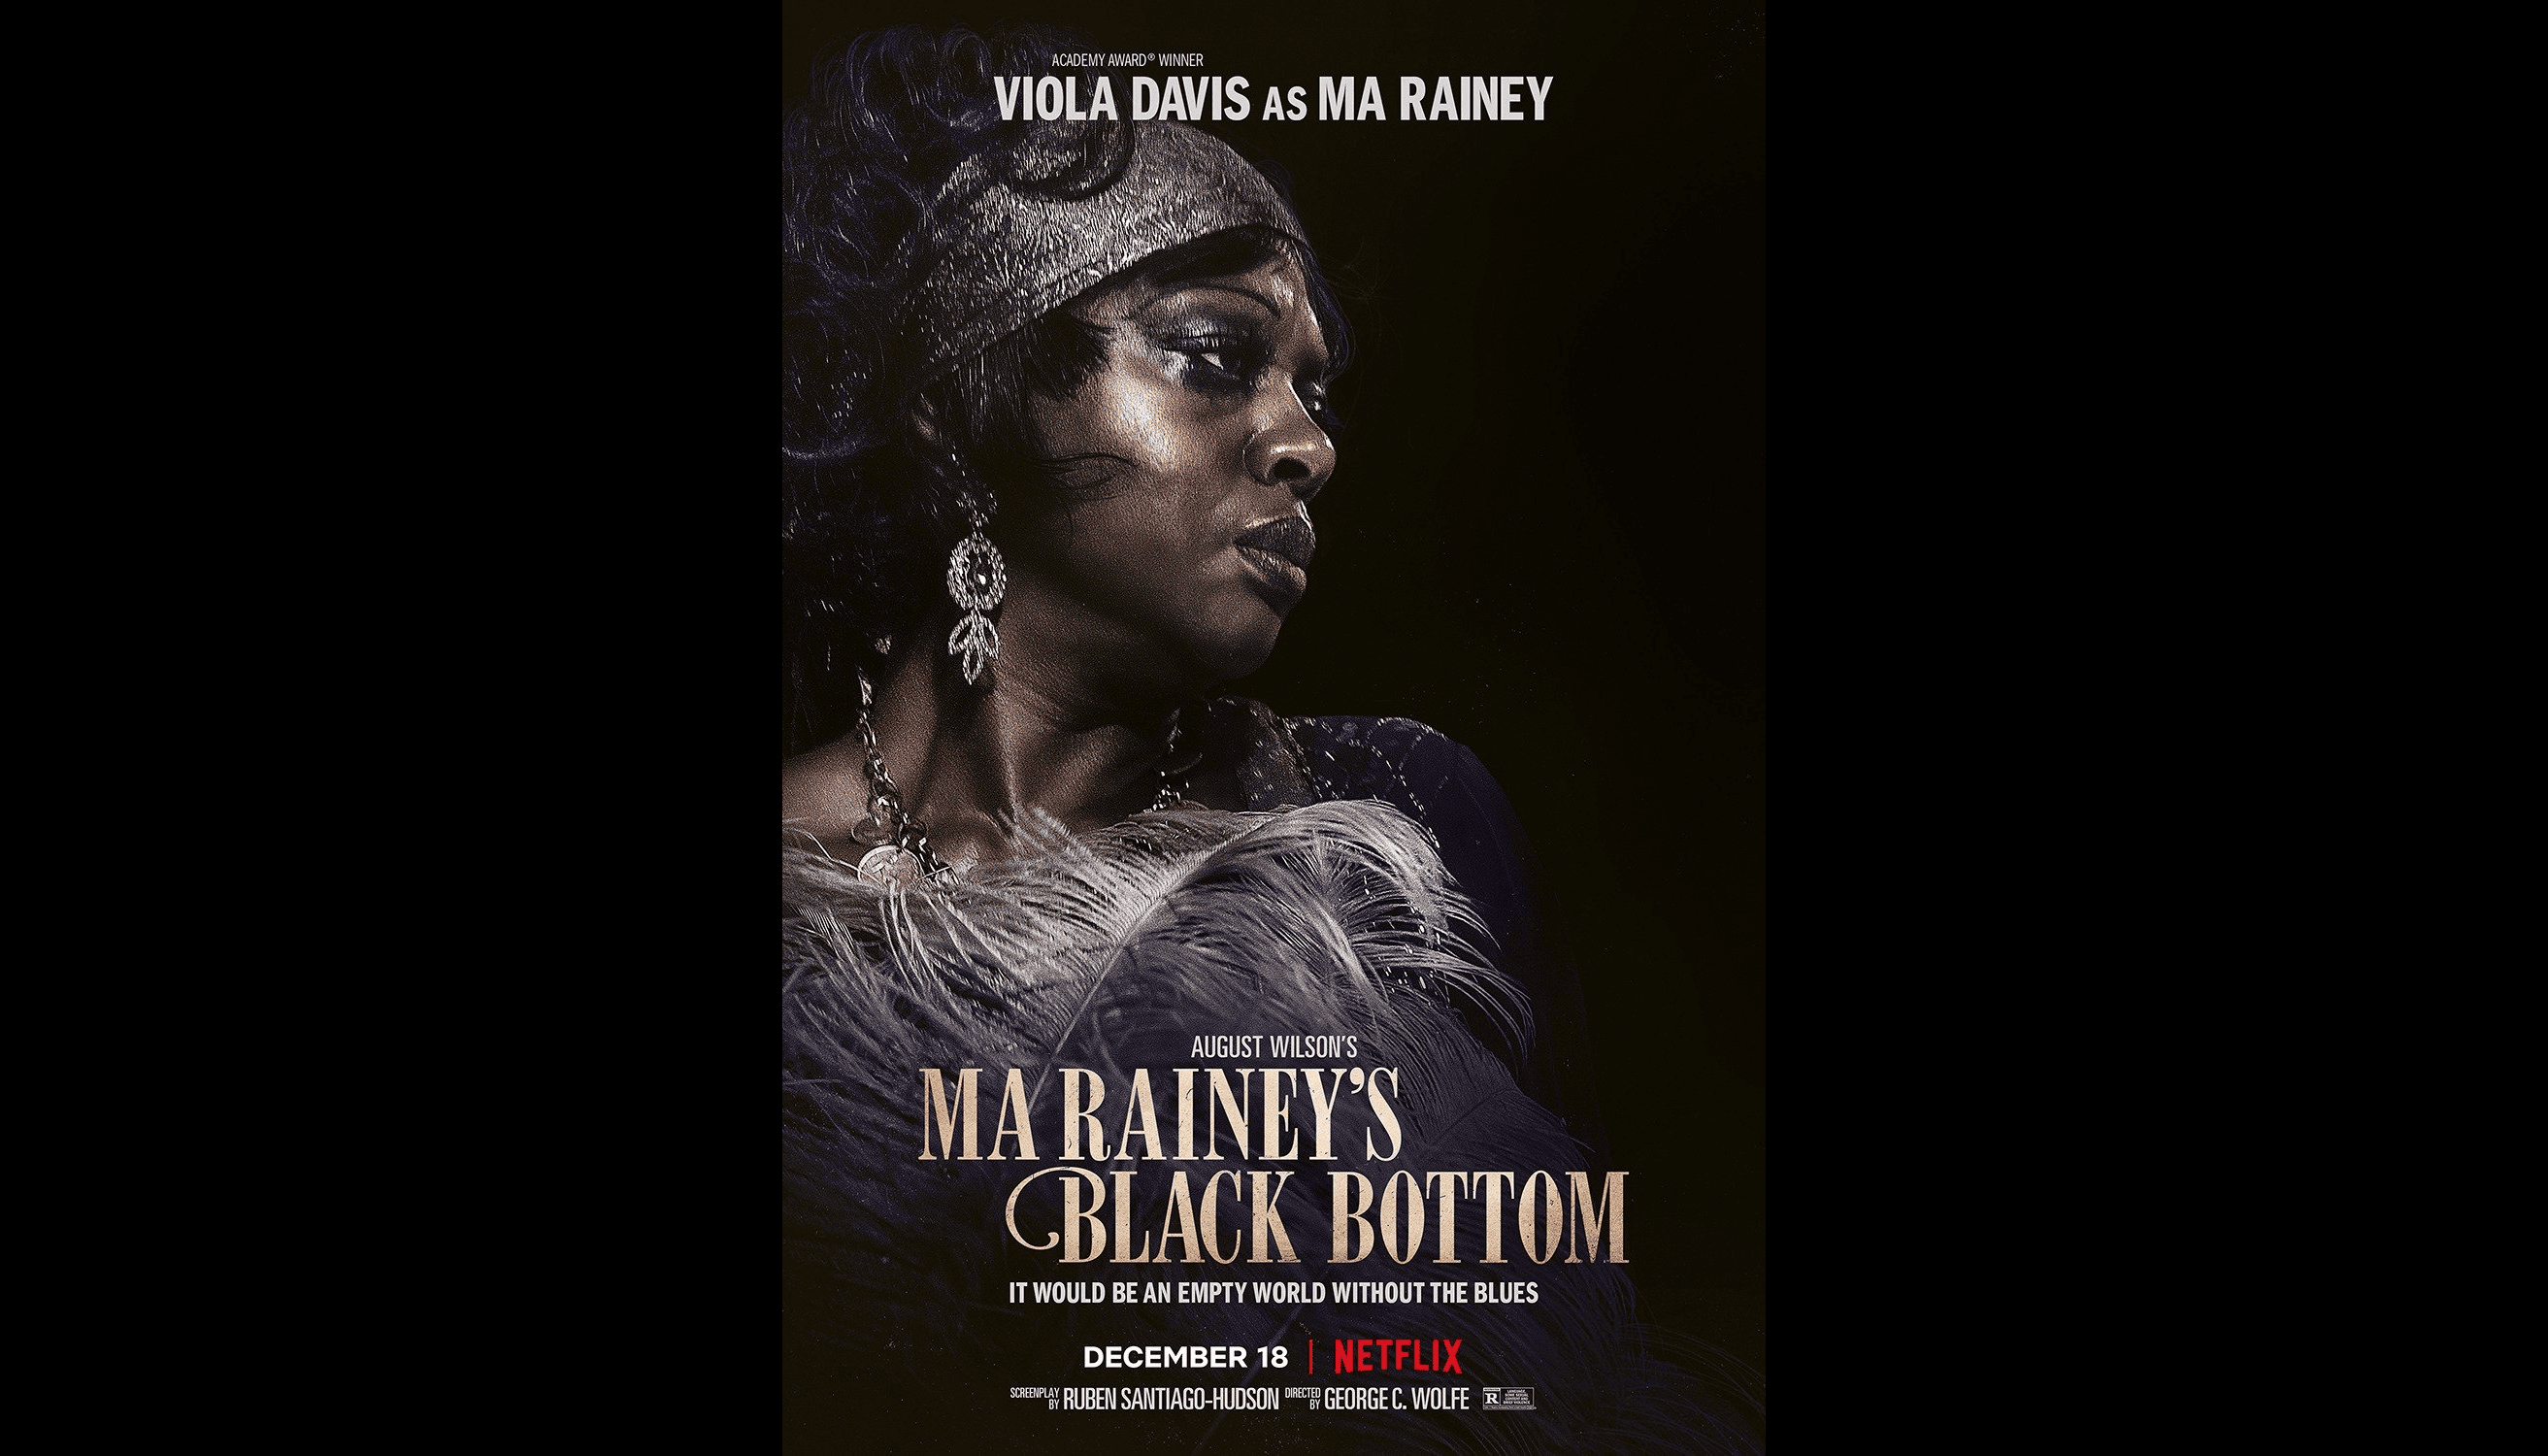 ACADEMY AWARD® WINNER
VIOLA DAVIS AS MA RAINEY
AUGUST WILSON'S
MA RAINEY'S
BLACK BOTTOM
IT WOULD BE AN EMPTY WORLD WITHOUT THE BLUES
DECEMBER 18 | NETFLIX
SCREENPLAY BY RUBEN SANTIAGO-HUDSON DIRECTED BY GEORGE C. WOLFE R